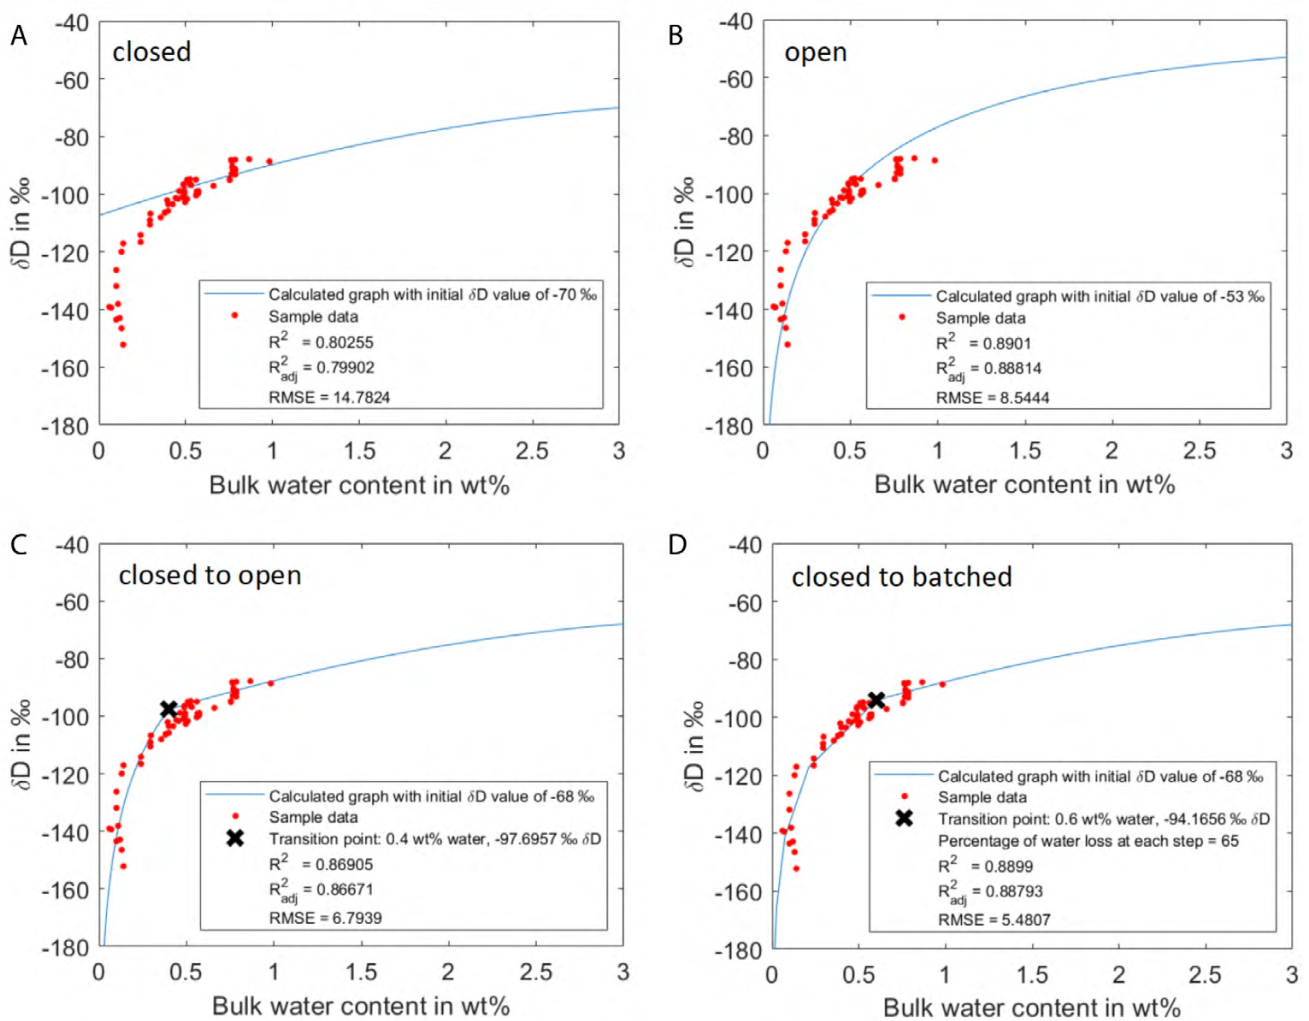 A
closed
-40
-60
-80
-100
-120
-140
-160
-180
δD in ‰
Calculated graph with initial δD value of -70 ‰
Sample data
R² = 0.80255
R²adj = 0.79902
RMSE = 14.7824
0 0.5 1 1.5 2 2.5 3
Bulk water content in wt%
B
open
-40
-60
-80
-100
-120
-140
-160
-180
δD in ‰
Calculated graph with initial δD value of -53 ‰
Sample data
R² = 0.8901
R²adj = 0.88814
RMSE = 8.5444
0 0.5 1 1.5 2 2.5 3
Bulk water content in wt%
C
closed to open
-40
-60
-80
-100
-120
-140
-160
-180
δD in ‰
Calculated graph with initial δD value of -68 ‰
Sample data
Transition point: 0.4 wt% water, -97.6957 ‰ δD
R² = 0.86905
R²adj = 0.86671
RMSE = 6.7939
0 0.5 1 1.5 2 2.5 3
Bulk water content in wt%
D
closed to batched
-40
-60
-80
-100
-120
-140
-160
-180
δD in ‰
Calculated graph with initial δD value of -68 ‰
Sample data
Transition point: 0.6 wt% water, -94.1656 ‰ δD
Percentage of water loss at each step = 65
R² = 0.8899
R²adj = 0.88793
RMSE = 5.4807
0 0.5 1 1.5 2 2.5 3
Bulk water content in wt%